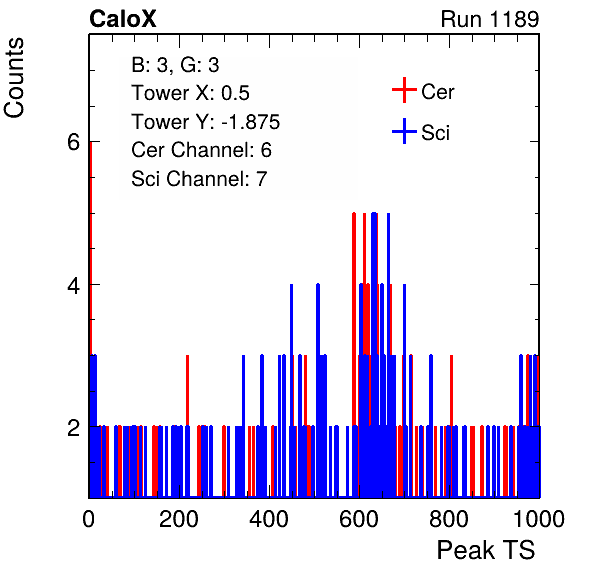 CaloX Run 1189
Counts
B: 3, G: 3
Tower X: 0.5
Tower Y: -1.875
Cer Channel: 6
Sci Channel: 7
Cer
Sci
6
4
2
0 200 400 600 800 1000
Peak TS